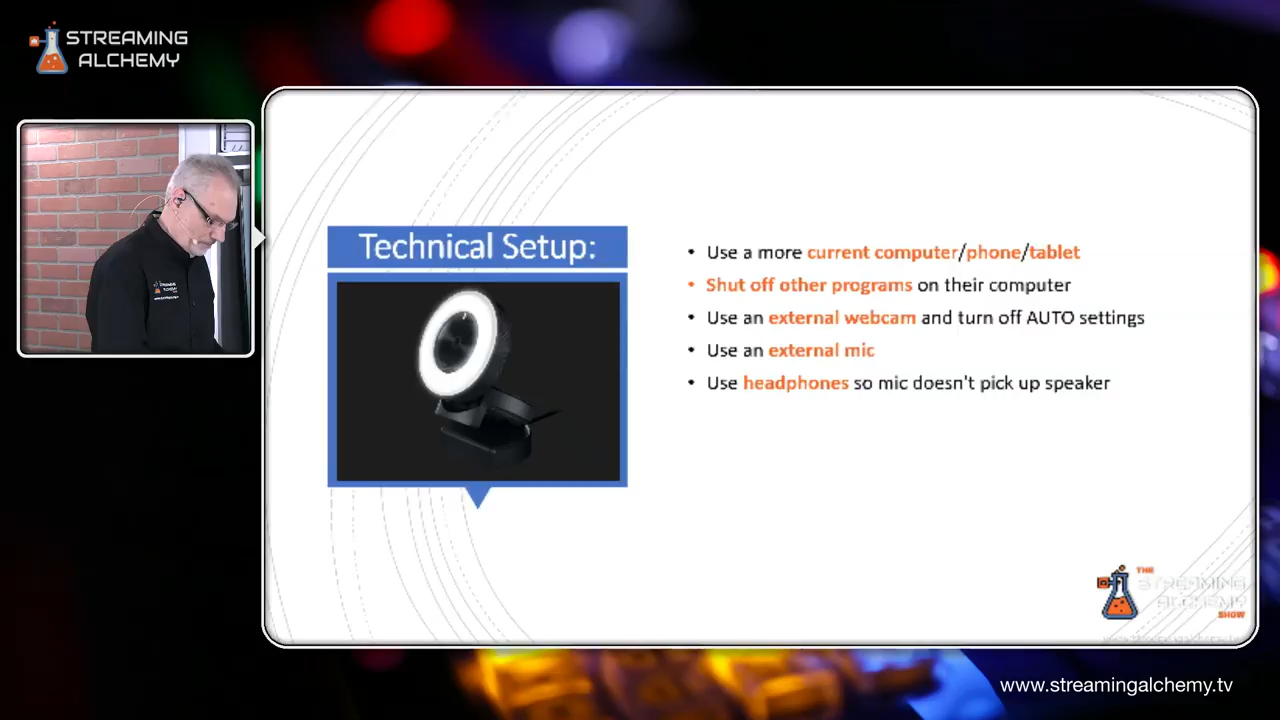 STREAMING
ALCHEMY
Technical Setup:
• Use a more current computer/phone/tablet
• Shut off other programs on their computer
• Use an external webcam and turn off AUTO settings
• Use an external mic
• Use headphones so mic doesn't pick up speaker
THE
STREAMING
ALCHEMY
SHOW
www.streamingalchemy.tv